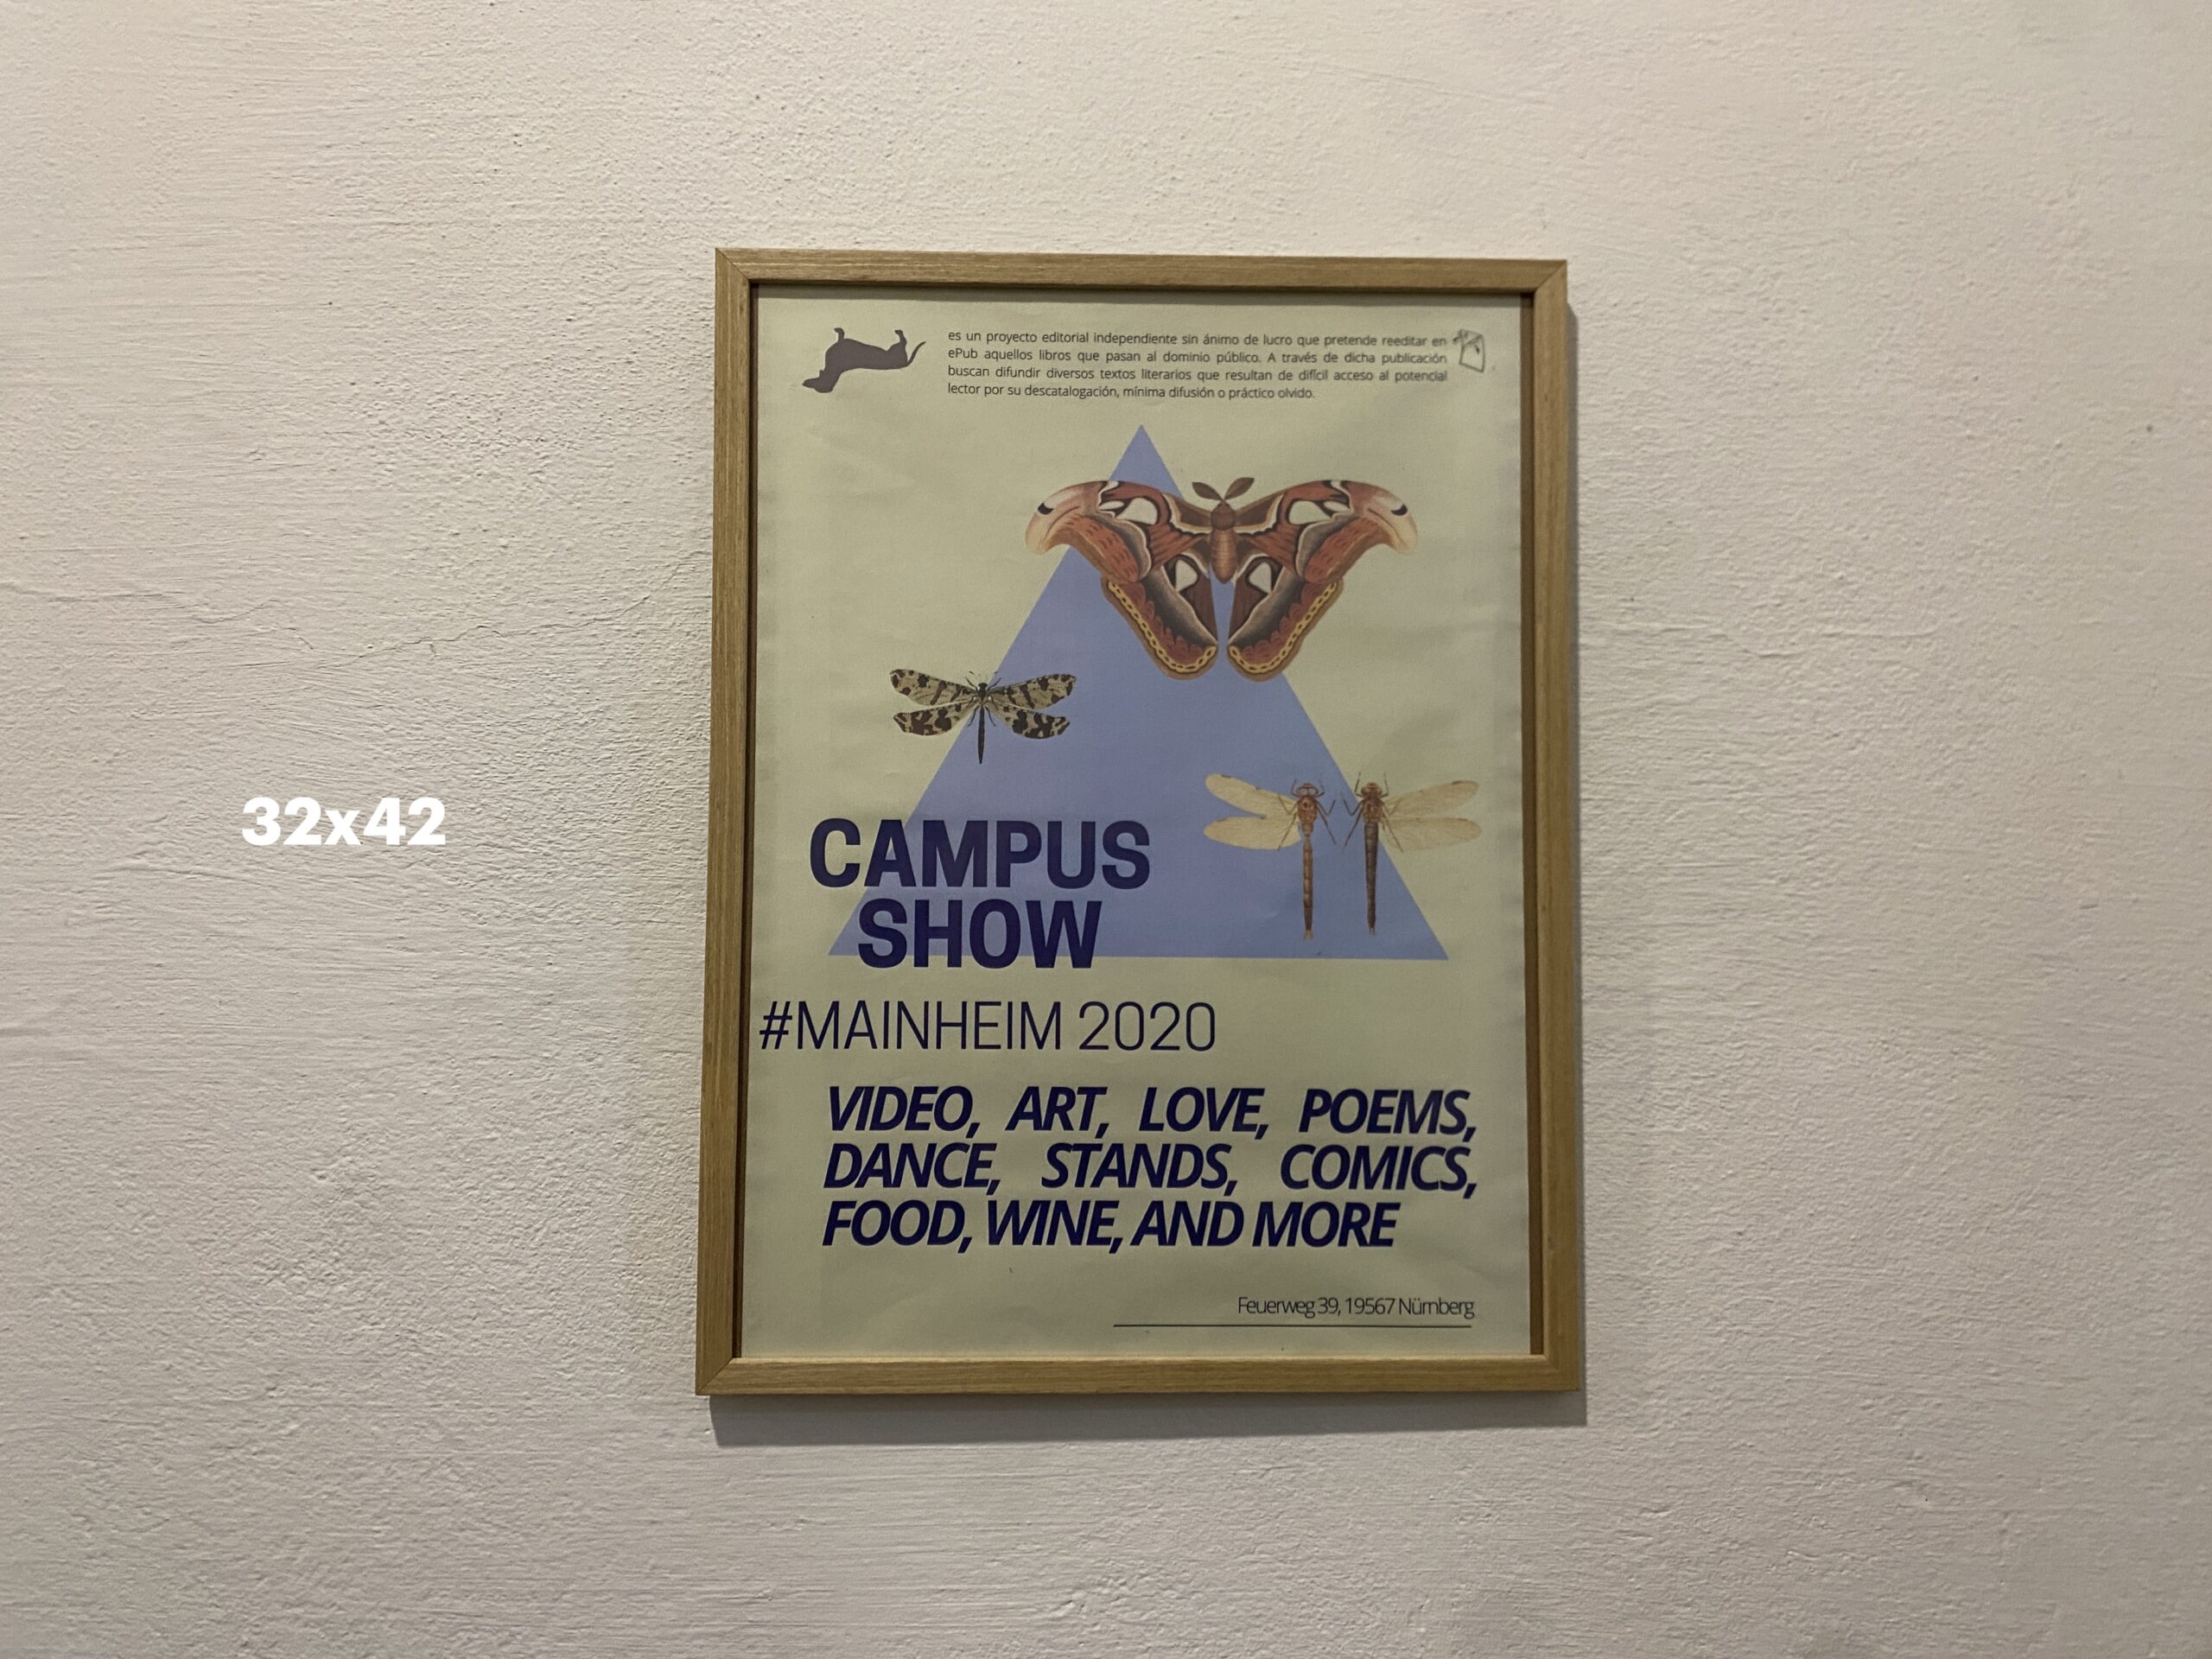 es un proyecto editorial independiente sin ánimo de lucro que pretende reeditar en
ePub aquellos libros que pasan al dominio público. A través de dicha publicación
buscan difundir diversos textos literarios que resultan de difícil acceso al potencial
lector por su descatalogación, mínima difusión o práctico olvido.
32x42
CAMPUS
SHOW
#MAINHEIM 2020
VIDEO, ART, LOVE, POEMS,
DANCE, STANDS, COMICS,
FOOD, WINE, AND MORE
Feuerweg 39, 19567 Nürnberg